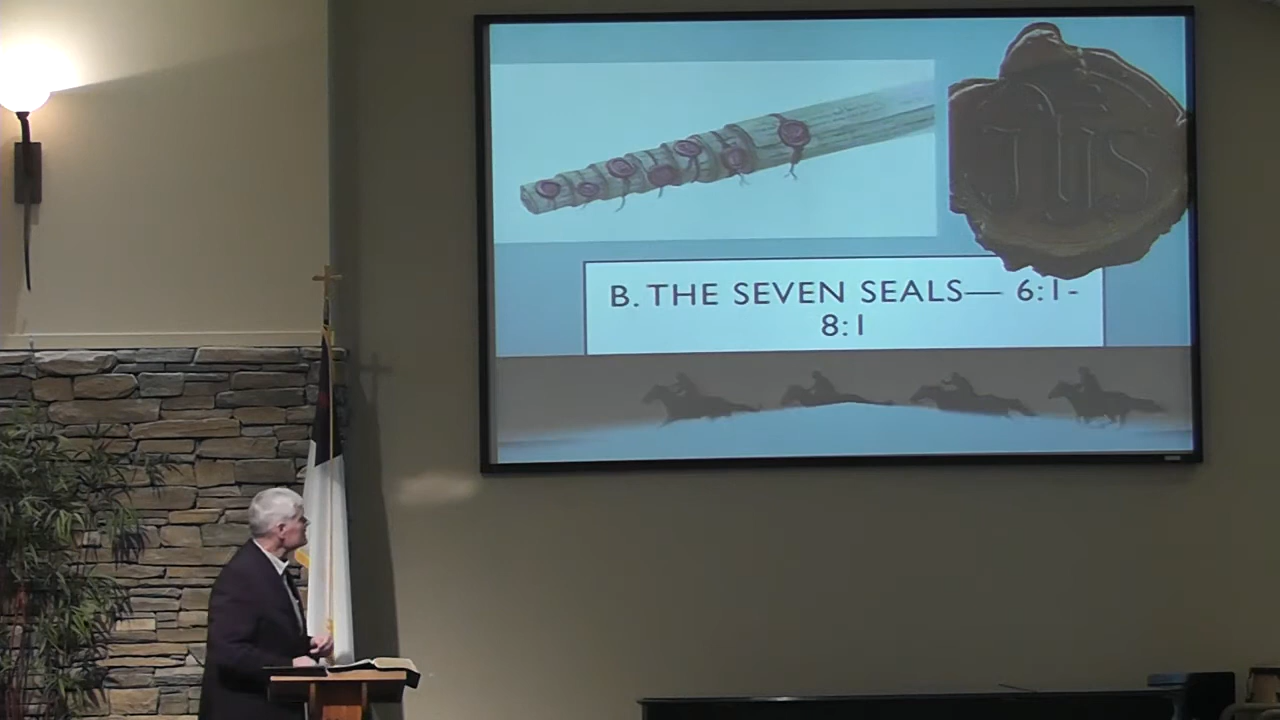 B. THE SEVEN SEALS— 6:1-
8:1